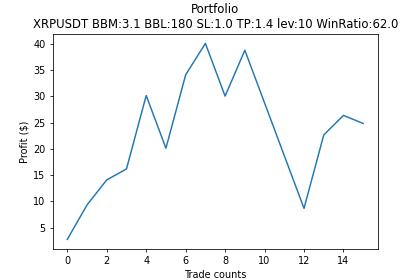 Portfolio
XRPUSDT BBM:3.1 BBL:180 SL:1.0 TP:1.4 lev:10 WinRatio:62.0
Profit ($)
40
35
30
25
20
15
10
5
0 2 4 6 8 10 12 14
Trade counts